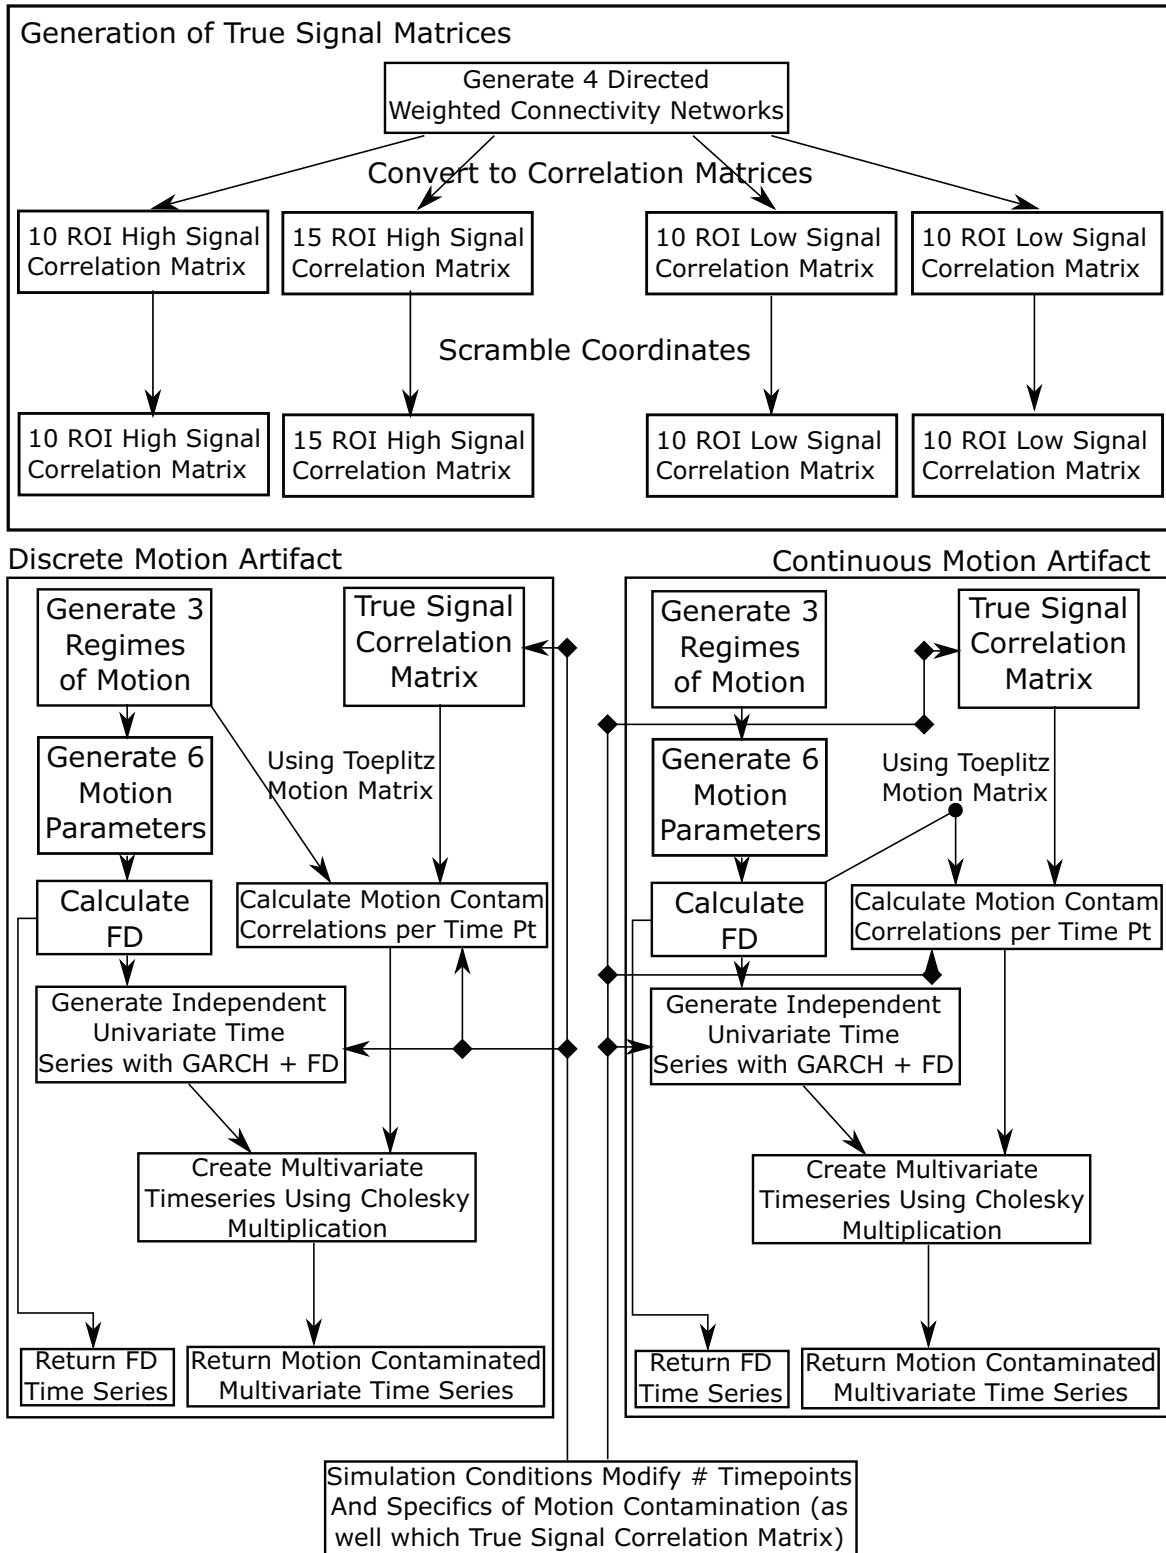 Generation of True Signal Matrices
Generate 4 Directed
Weighted Connectivity Networks
Convert to Correlation Matrices
10 ROI High Signal
Correlation Matrix
15 ROI High Signal
Correlation Matrix
10 ROI Low Signal
Correlation Matrix
10 ROI Low Signal
Correlation Matrix
Scramble Coordinates
10 ROI High Signal
Correlation Matrix
15 ROI High Signal
Correlation Matrix
10 ROI Low Signal
Correlation Matrix
10 ROI Low Signal
Correlation Matrix
Discrete Motion Artifact
Generate 3
Regimes
of Motion
True Signal
Correlation
Matrix
Generate 6
Motion
Parameters
Using Toeplitz
Motion Matrix
Calculate
FD
Calculate Motion Contam
Correlations per Time Pt
Generate Independent
Univariate Time
Series with GARCH + FD
Create Multivariate
Timeseries Using Cholesky
Multiplication
Return FD
Time Series
Return Motion Contaminated
Multivariate Time Series
Continuous Motion Artifact
Generate 3
Regimes
of Motion
True Signal
Correlation
Matrix
Generate 6
Motion
Parameters
Using Toeplitz
Motion Matrix
Calculate
FD
Calculate Motion Contam
Correlations per Time Pt
Generate Independent
Univariate Time
Series with GARCH + FD
Create Multivariate
Timeseries Using Cholesky
Multiplication
Return FD
Time Series
Return Motion Contaminated
Multivariate Time Series
Simulation Conditions Modify # Timepoints
And Specifics of Motion Contamination (as
well which True Signal Correlation Matrix)